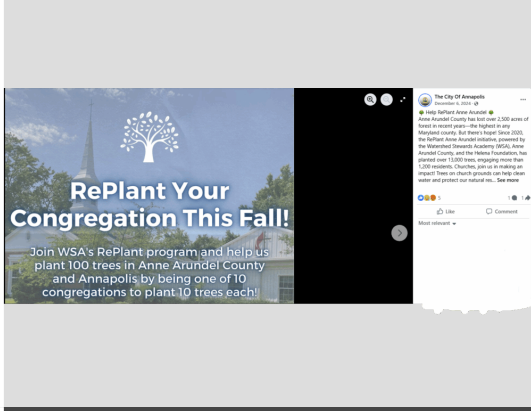 RePlant Your
Congregation This Fall!
Join WSA's RePlant program and help us
plant 100 trees in Anne Arundel County
and Annapolis by being one of 10
congregations to plant 10 trees each!
The City Of Annapolis
December 6, 2024
Help RePlant Anne Arundel
Anne Arundel County has lost over 2,500 acres of
forest in recent years—the highest in any
Maryland county. But there's hope! Since 2020,
the RePlant Anne Arundel initiative, powered by
the Watershed Stewards Academy (WSA), Anne
Arundel County, and the Helena Foundation, has
planted over 13,000 trees, engaging more than
1,200 residents. Churches, join us in making an
impact! Trees on church grounds can help clean
water and protect our natural res... See more
5
1 1
Like Comment
Most relevant